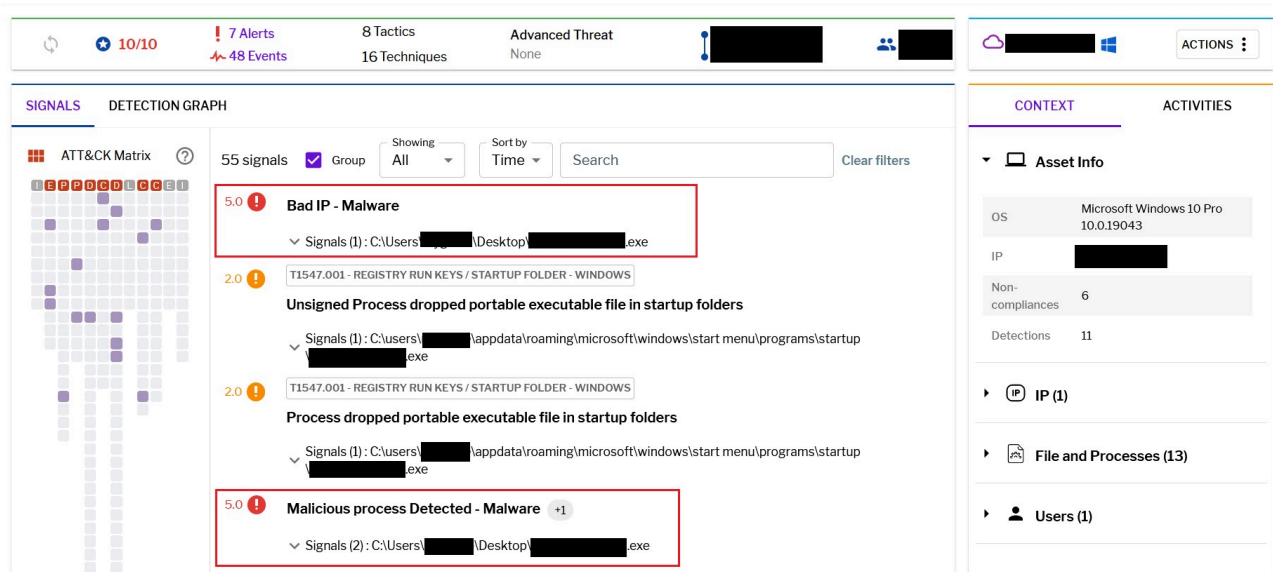 10/10
7 Alerts
48 Events
8 Tactics
16 Techniques
Advanced Threat
None
ACTIONS
SIGNALS
DETECTION GRAPH
ATT&CK Matrix
?
I E P P D C D L C C E I
55 signals
Group
Showing
All
Sort by
Time
Search
Clear filters
5.0
Bad IP - Malware
Signals (1) : C:\Users\ \Desktop\ .exe
2.0
T1547.001 - REGISTRY RUN KEYS / STARTUP FOLDER - WINDOWS
Unsigned Process dropped portable executable file in startup folders
Signals (1) : C:\users\ \appdata\roaming\microsoft\windows\start menu\programs\startup
\ .exe
2.0
T1547.001 - REGISTRY RUN KEYS / STARTUP FOLDER - WINDOWS
Process dropped portable executable file in startup folders
Signals (1) : C:\users\ \appdata\roaming\microsoft\windows\start menu\programs\startup
\ .exe
5.0
Malicious process Detected - Malware +1
Signals (2) : C:\Users\ \Desktop\ .exe
CONTEXT
ACTIVITIES
Asset Info
OS
Microsoft Windows 10 Pro
10.0.19043
IP
Non-
compliances
6
Detections
11
IP
IP (1)
File and Processes (13)
Users (1)